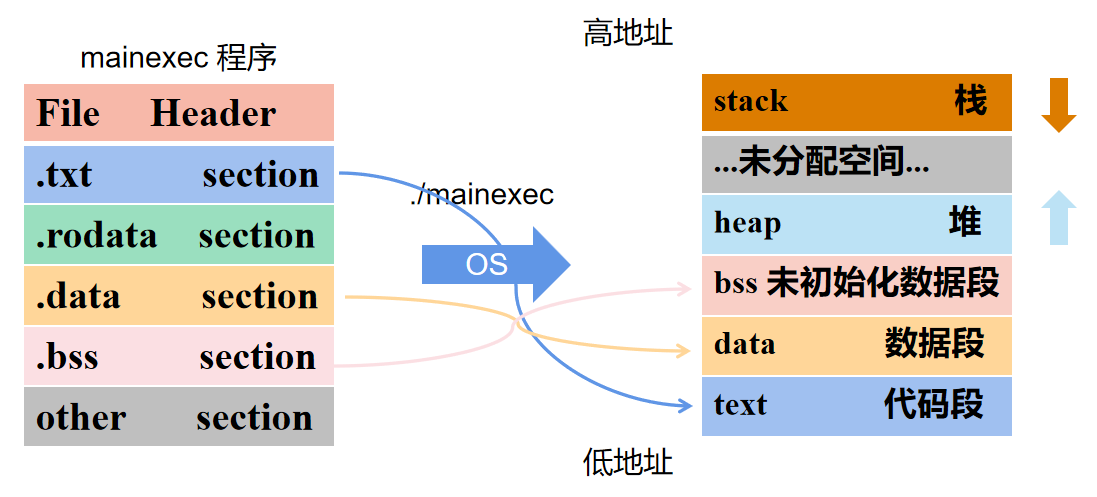 高地址
mainexec 程序
File Header
.txt section
.rodata section
.data section
.bss section
other section
./mainexec
OS
stack 栈
...未分配空间...
heap 堆
bss 未初始化数据段
data 数据段
text 代码段
低地址